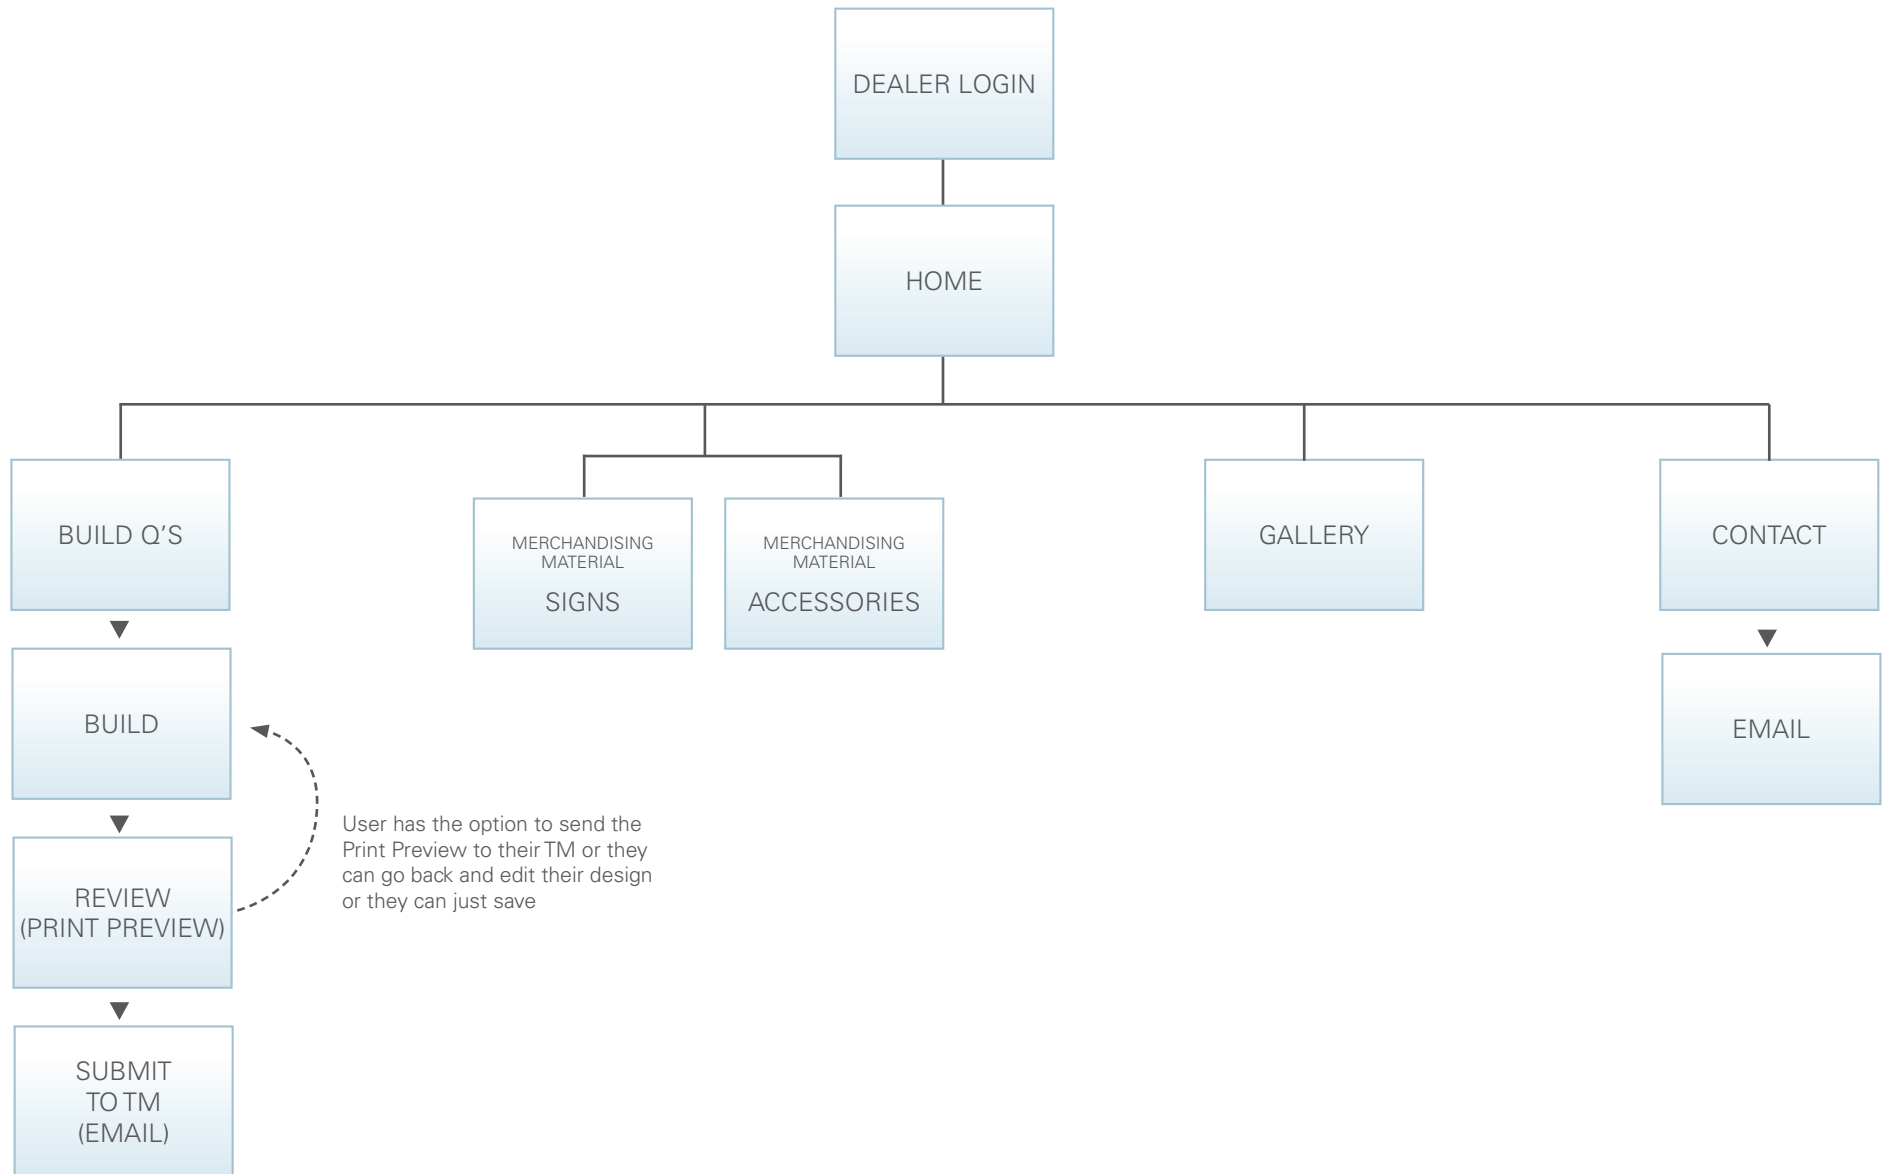 DEALER LOGIN
HOME
BUILD Q’S
MERCHANDISING
MATERIAL
SIGNS
MERCHANDISING
MATERIAL
ACCESSORIES
GALLERY
CONTACT
BUILD
EMAIL
User has the option to send the
Print Preview to their TM or they
can go back and edit their design
or they can just save
REVIEW
(PRINT PREVIEW)
SUBMIT
TO TM
(EMAIL)